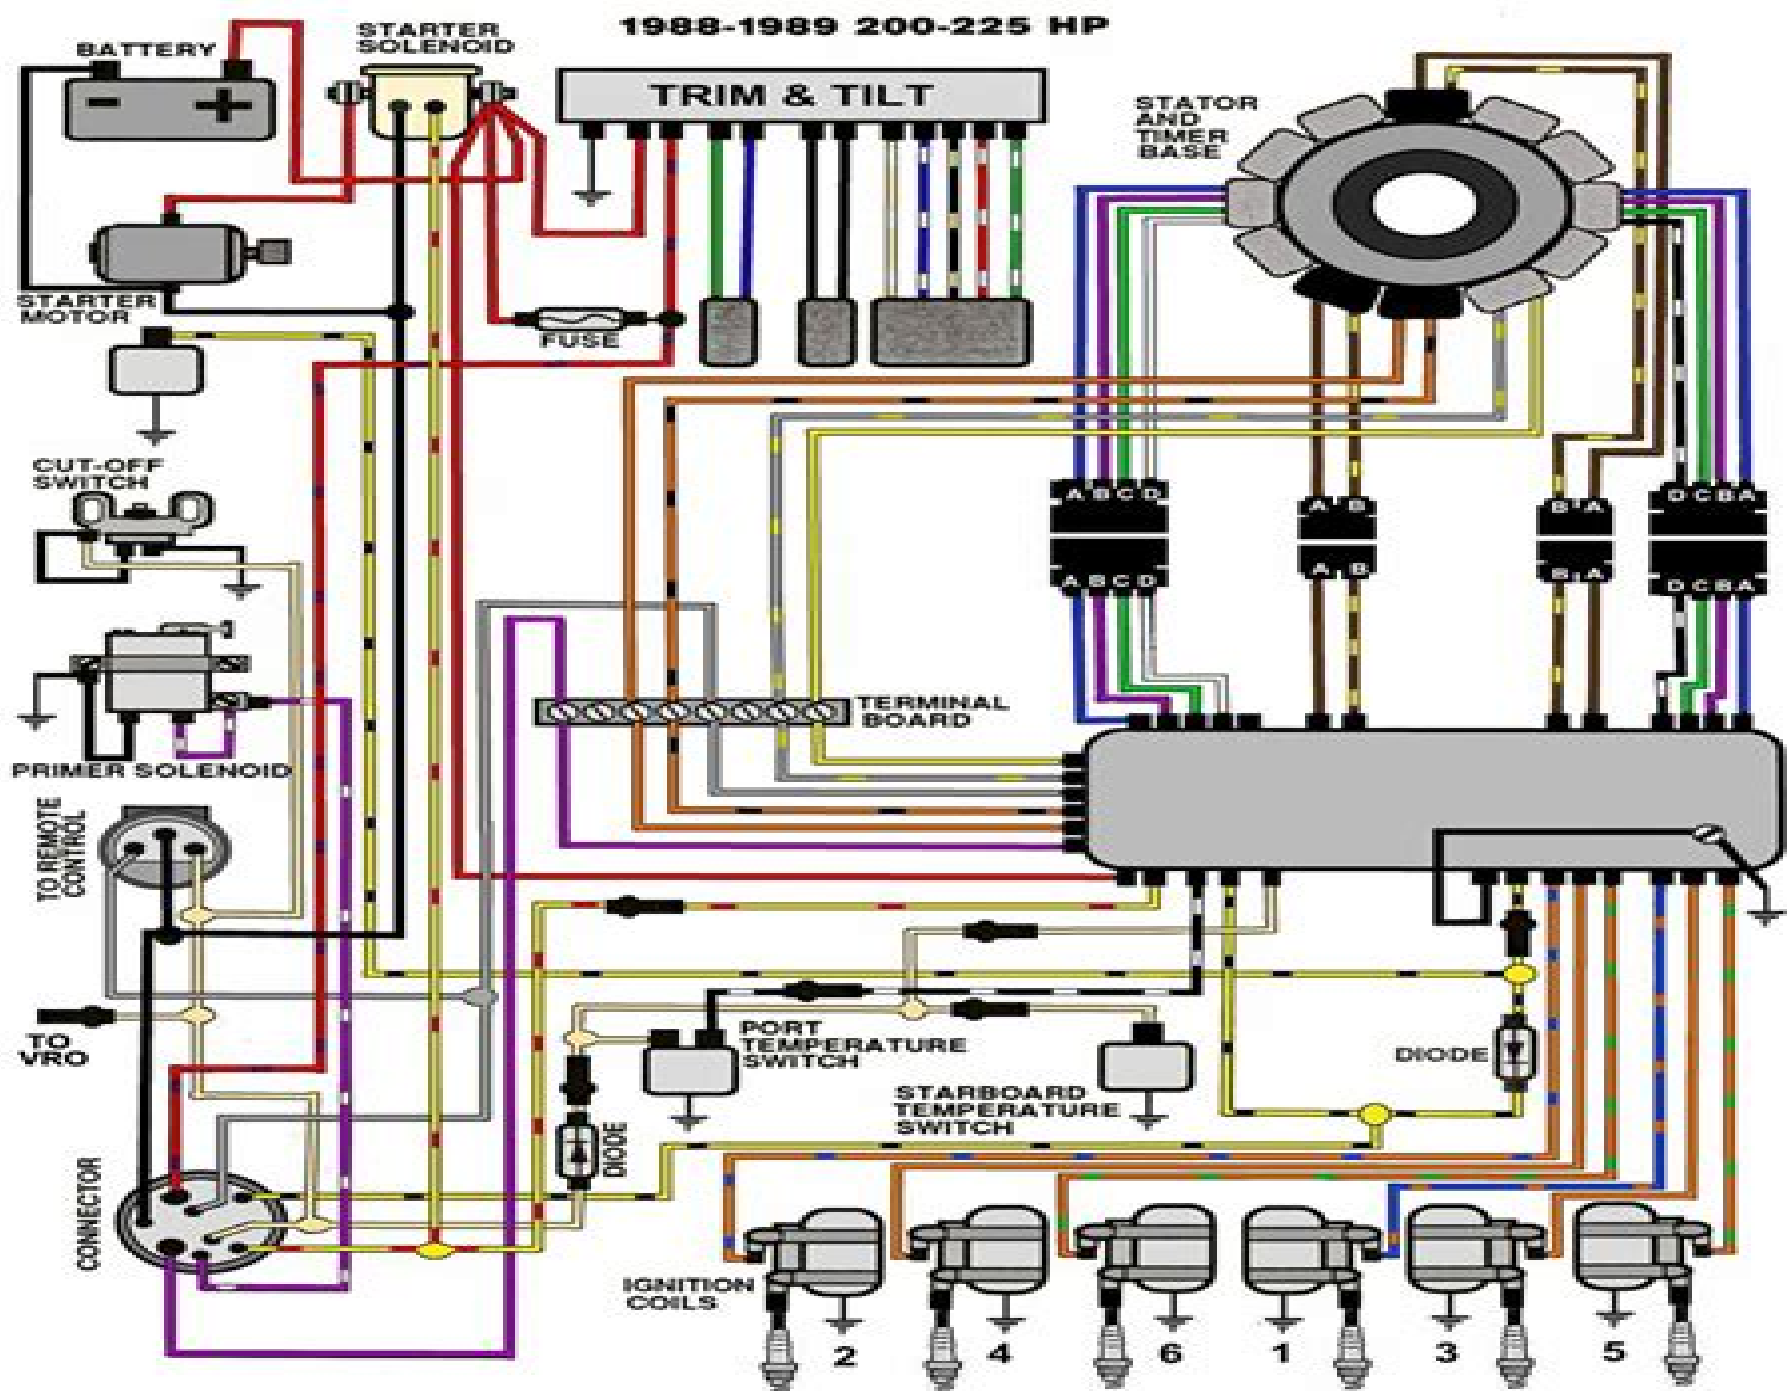 1988-1989 200-225 HP
BATTERY
- +
STARTER
SOLENOID
TRIM & TILT
STATOR
AND
TIMER
BASE
STARTER
MOTOR
FUSE
CUT-OFF
SWITCH
A B C D
A B
B A
D C B A
A B C D
A B
B A
D C B A
PRIMER SOLENOID
TERMINAL
BOARD
TO REMOTE
CONTROL
TO
VRO
PORT
TEMPERATURE
SWITCH
DIODE
STARBOARD
TEMPERATURE
SWITCH
DIODE
CONNECTOR
IGNITION
COILS
2 4 6 1 3 5